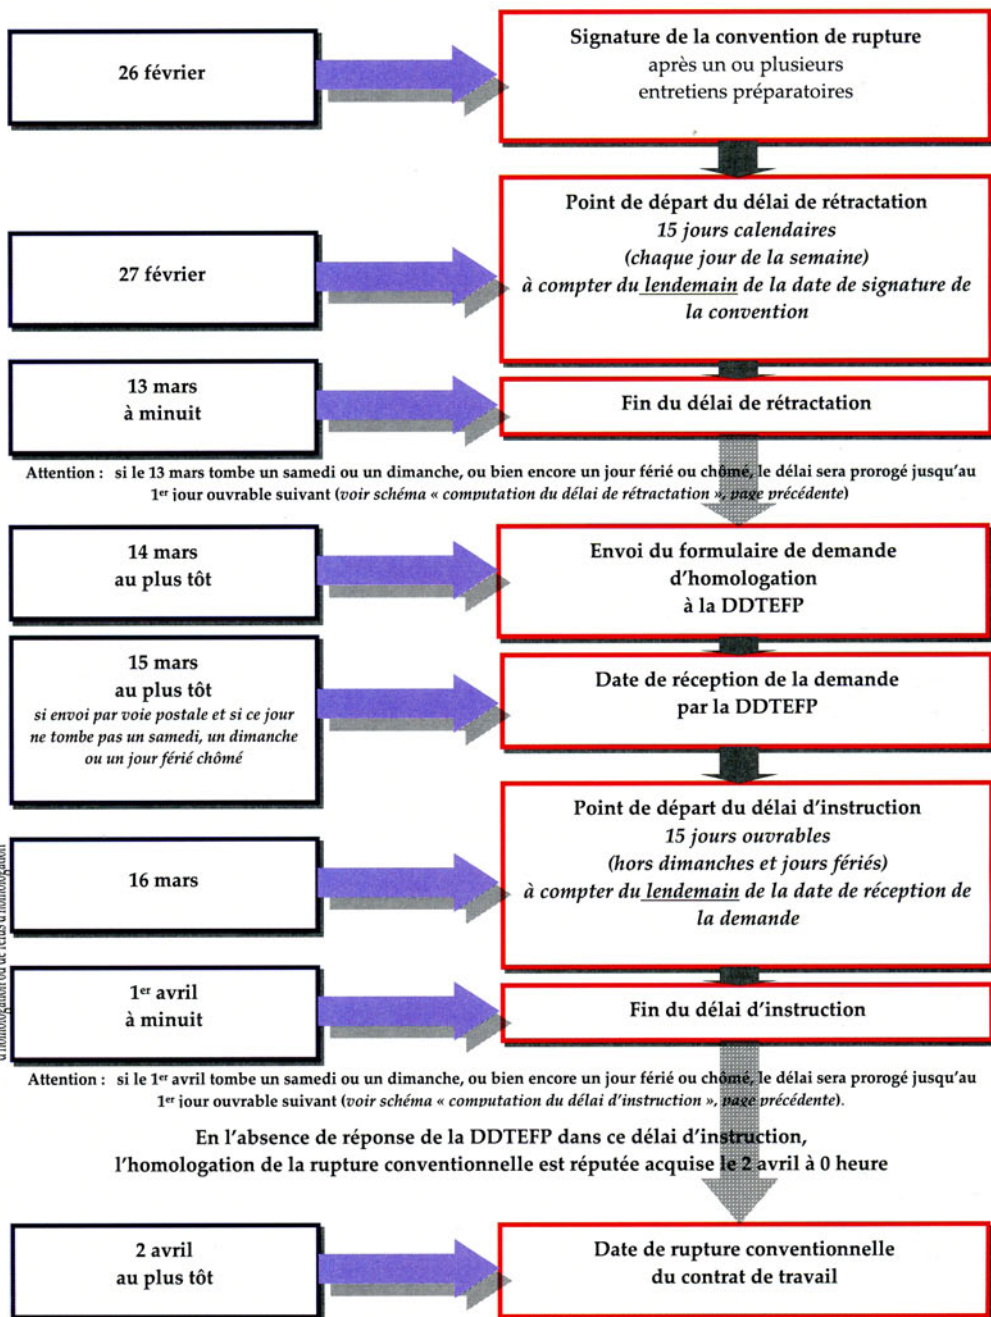 26 février
Signature de la convention de rupture
après un ou plusieurs
entretiens préparatoires
27 février
Point de départ du délai de rétractation
15 jours calendaires
(chaque jour de la semaine)
à compter du lendemain de la date de signature de
la convention
13 mars
à minuit
Fin du délai de rétractation
Attention : si le 13 mars tombe un samedi ou un dimanche, ou bien encore un jour férié ou chômé, le délai sera prorogé jusqu'au
1er jour ouvrable suivant (voir schéma « computation du délai de rétractation », page précédente)
14 mars
au plus tôt
Envoi du formulaire de demande
d'homologation
à la DDTEFP
15 mars
au plus tôt
si envoi par voie postale et si ce jour
ne tombe pas un samedi, un dimanche
ou un jour férié chômé
Date de réception de la demande
par la DDTEFP
16 mars
Point de départ du délai d'instruction
15 jours ouvrables
(hors dimanches et jours fériés)
à compter du lendemain de la date de réception de
la demande
d'homologation ou de refus d'homologation
1er avril
à minuit
Fin du délai d'instruction
Attention : si le 1er avril tombe un samedi ou un dimanche, ou bien encore un jour férié ou chômé, le délai sera prorogé jusqu'au
1er jour ouvrable suivant (voir schéma « computation du délai d'instruction », page précédente).
En l'absence de réponse de la DDTEFP dans ce délai d'instruction,
l'homologation de la rupture conventionnelle est réputée acquise le 2 avril à 0 heure
2 avril
au plus tôt
Date de rupture conventionnelle
du contrat de travail